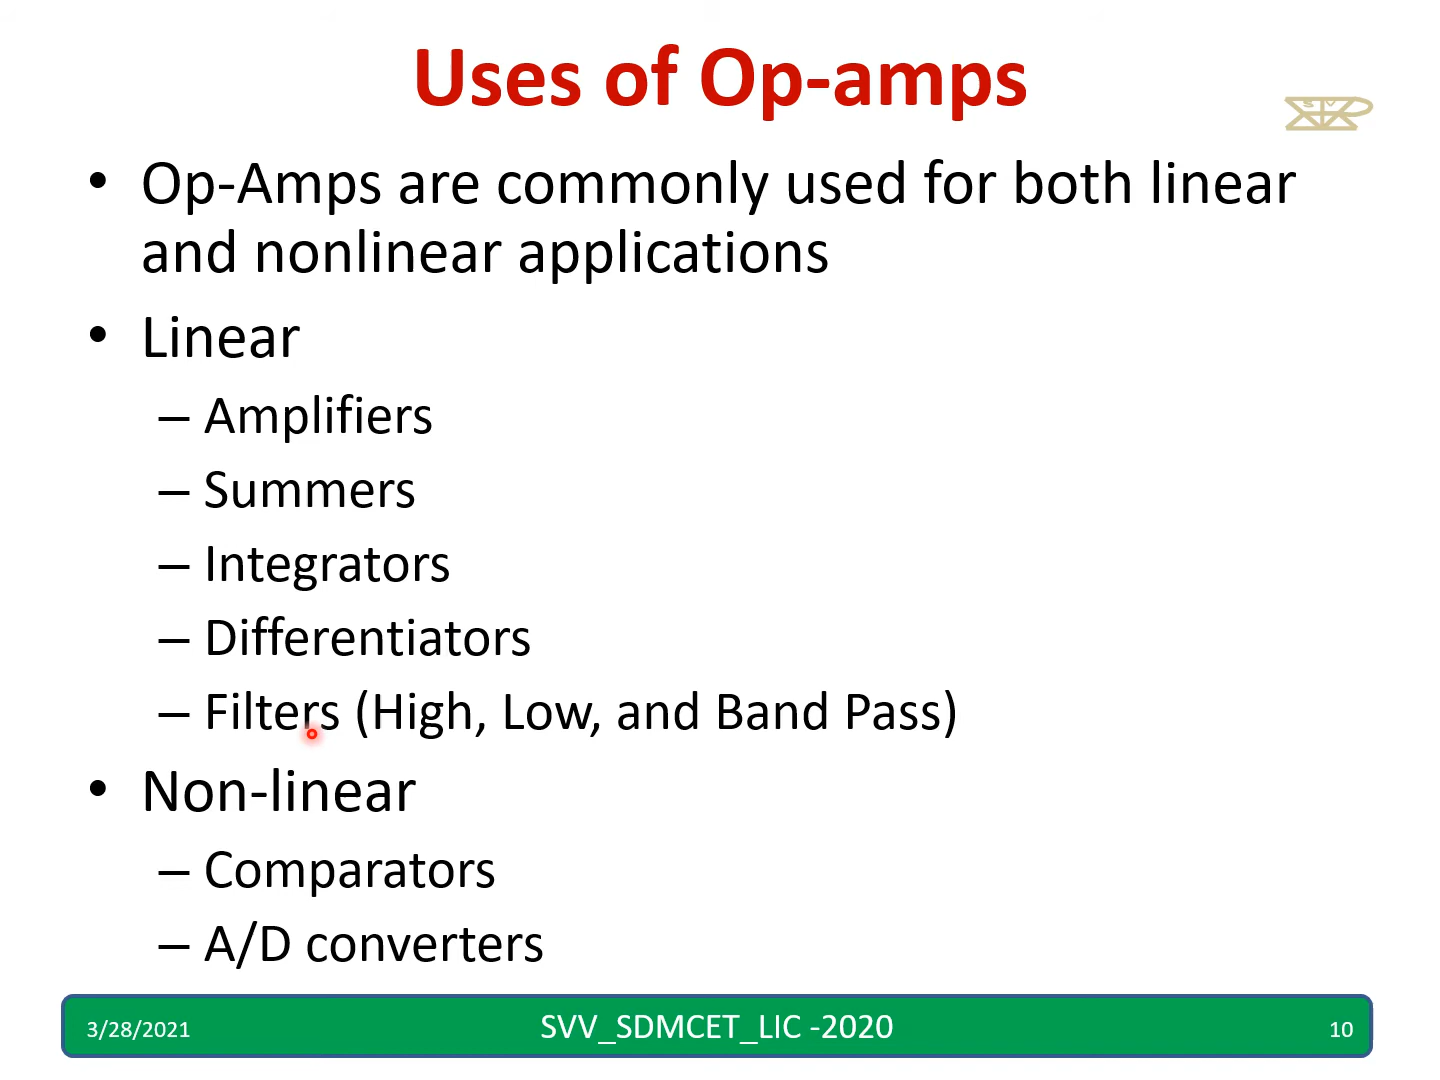 Uses of Op-amps
• Op-Amps are commonly used for both linear
and nonlinear applications
• Linear
– Amplifiers
– Summers
– Integrators
– Differentiators
– Filters (High, Low, and Band Pass)
• Non-linear
– Comparators
– A/D converters
3/28/2021 SVV_SDMCET_LIC -2020 10